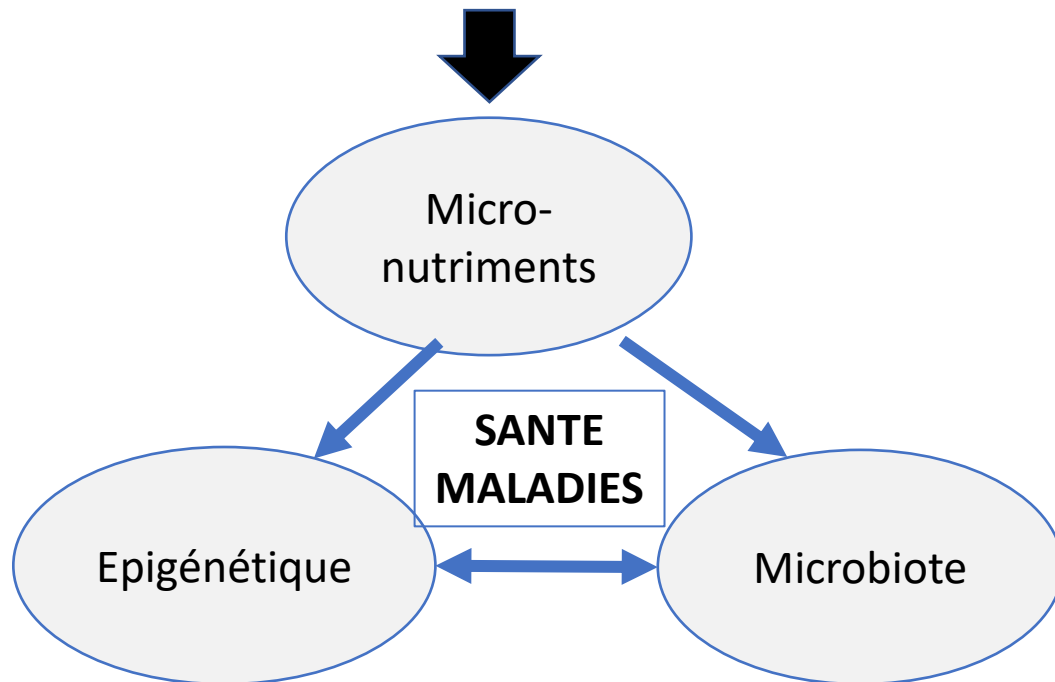 Micro-
nutriments
SANTE
MALADIES
Epigénétique
Microbiote